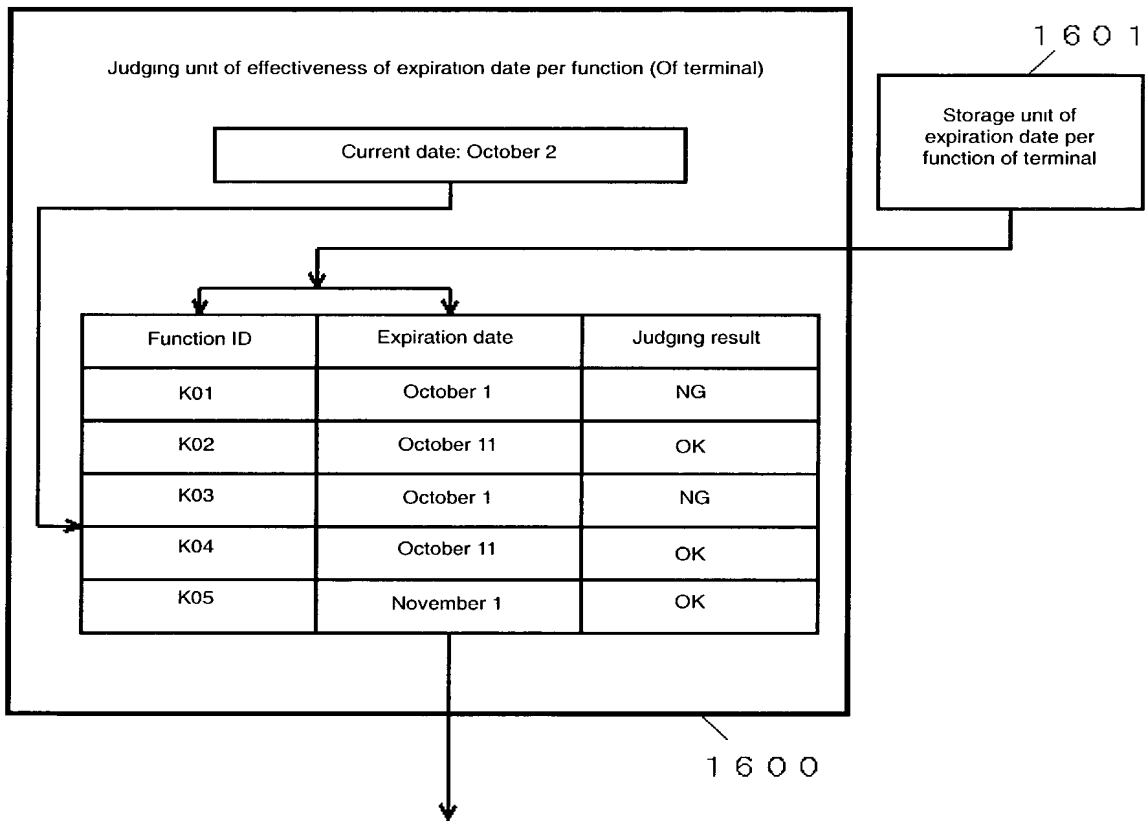 1601
Judging unit of effectiveness of expiration date per function (Of terminal)
Storage unit of
expiration date per
function of terminal
Current date: October 2
Function ID Expiration date Judging result
K01 October 1 NG
K02 October 11 OK
K03 October 1 NG
K04 October 11 OK
K05 November 1 OK
1600